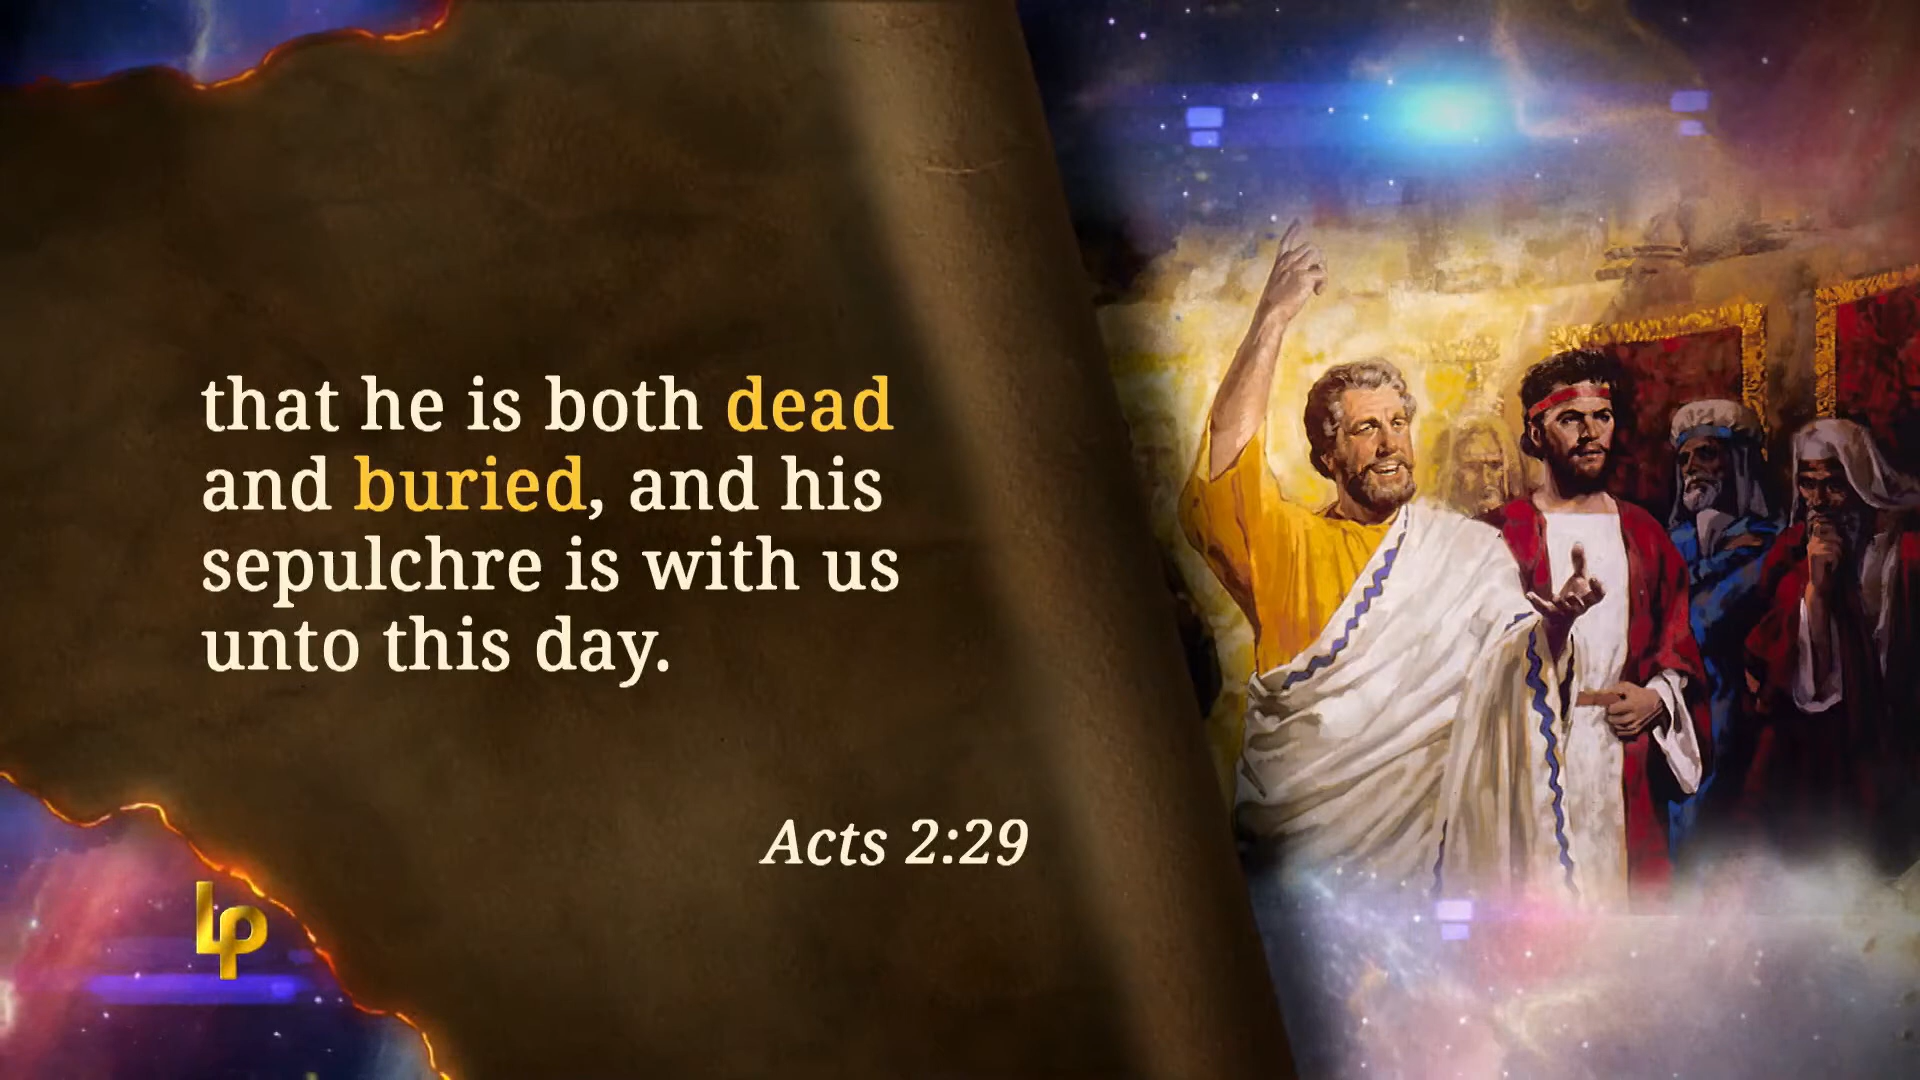 that he is both dead
and buried, and his
sepulchre is with us
unto this day.
Acts 2:29
LP